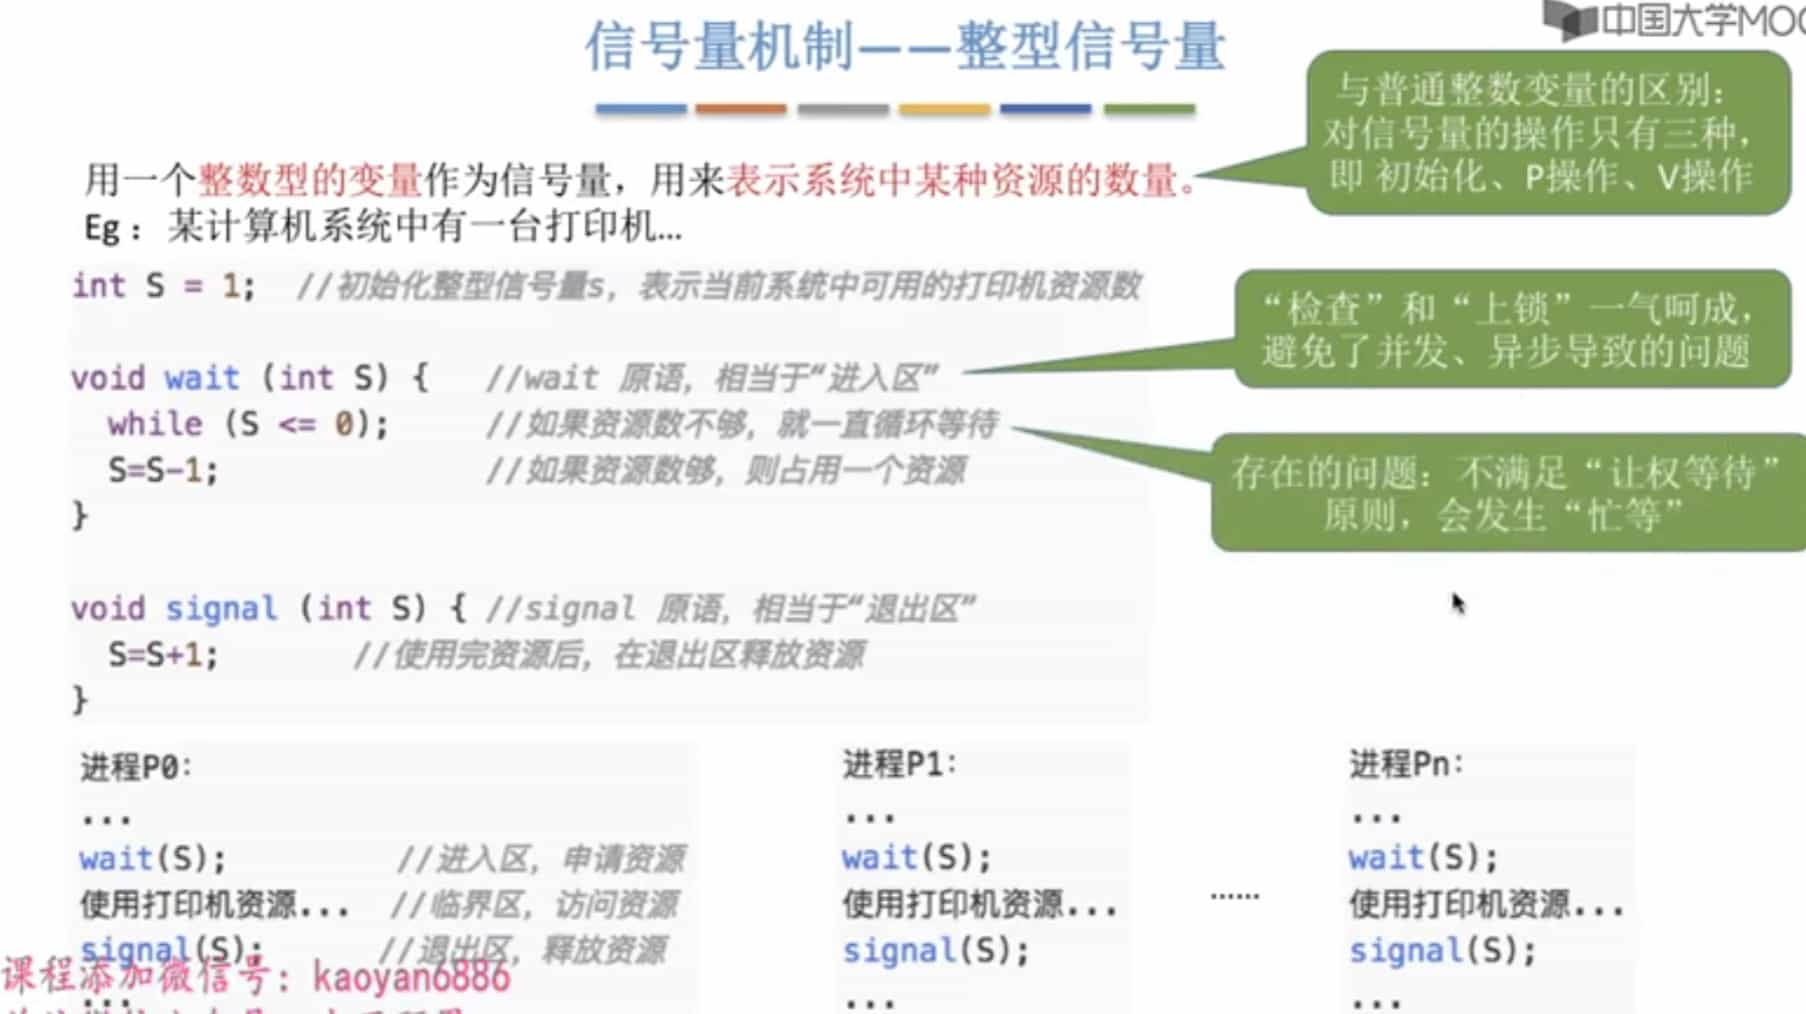 信号量机制——整型信号量
中国大学MOO
与普通整数变量的区别：
对信号量的操作只有三种，
即 初始化、P操作、V操作
用一个整数型的变量作为信号量，用来表示系统中某种资源的数量。
Eg：某计算机系统中有一台打印机...
int S = 1;  //初始化整型信号量s，表示当前系统中可用的打印机资源数
“检查”和“上锁”一气呵成，
避免了并发、异步导致的问题
void wait (int S) {   //wait 原语，相当于“进入区”
while (S <= 0);     //如果资源数不够，就一直循环等待
S=S-1;              //如果资源数够，则占用一个资源
}
存在的问题：不满足“让权等待”
原则，会发生“忙等”
void signal (int S) { //signal 原语，相当于“退出区”
S=S+1;       //使用完资源后，在退出区释放资源
}
进程P0：
...
wait(S);         //进入区，申请资源
使用打印机资源...  //临界区，访问资源
signal(S);      //退出区，释放资源
...
进程P1：
...
wait(S);
使用打印机资源...
signal(S);
...
......
进程Pn：
...
wait(S);
使用打印机资源...
signal(S);
...
课程添加微信号：kaoyan6886